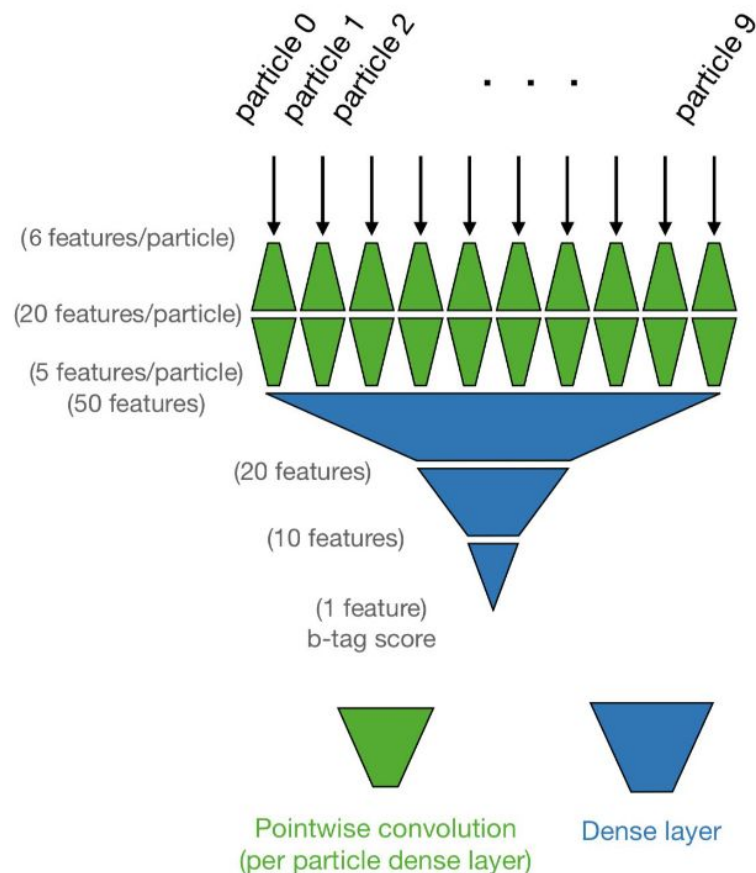 particle 0
particle 1
particle 2
. . .
particle 9
(6 features/particle)
(20 features/particle)
(5 features/particle)
(50 features)
(20 features)
(10 features)
(1 feature)
b-tag score
Pointwise convolution
(per particle dense layer)
Dense layer